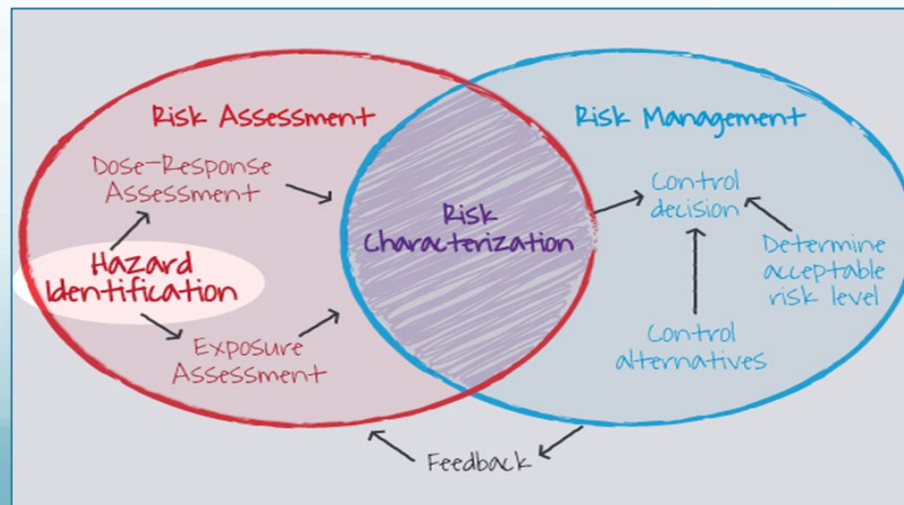 Risk Assessment
Dose-Response
Assessment
Hazard
Identification
Exposure
Assessment
Risk
Characterization
Risk Management
Control
decision
Determine
acceptable
risk level
Control
alternatives
Feedback